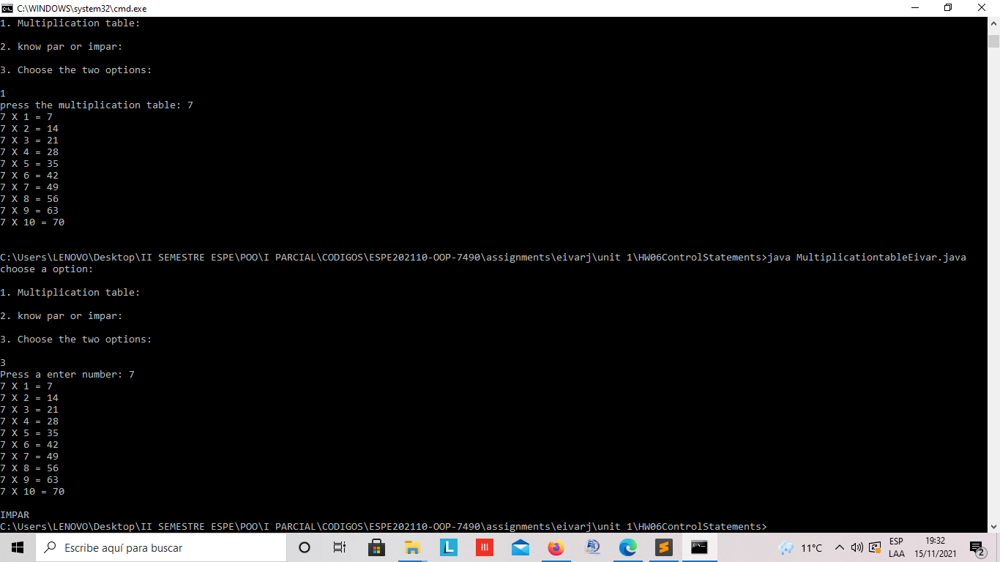 C:\WINDOWS\system32\cmd.exe
1. Multiplication table:
2. know par or impar:
3. Choose the two options:
1
press the multiplication table: 7
7 X 1 = 7
7 X 2 = 14
7 X 3 = 21
7 X 4 = 28
7 X 5 = 35
7 X 6 = 42
7 X 7 = 49
7 X 8 = 56
7 X 9 = 63
7 X 10 = 70
C:\Users\LENOVO\Desktop\II SEMESTRE ESPE\POO\I PARCIAL\CODIGOS\ESPE202110-OOP-7490\assignments\eivarj\unit 1\HW06ControlStatements>java MultiplicationtableEivar.java
choose a option:
1. Multiplication table:
2. know par or impar:
3. Choose the two options:
3
Press a enter number: 7
7 X 1 = 7
7 X 2 = 14
7 X 3 = 21
7 X 4 = 28
7 X 5 = 35
7 X 6 = 42
7 X 7 = 49
7 X 8 = 56
7 X 9 = 63
7 X 10 = 70
IMPAR
C:\Users\LENOVO\Desktop\II SEMESTRE ESPE\POO\I PARCIAL\CODIGOS\ESPE202110-OOP-7490\assignments\eivarj\unit 1\HW06ControlStatements>
Escribe aquí para buscar
L
11°C
ESP
LAA
19:32
15/11/2021
2